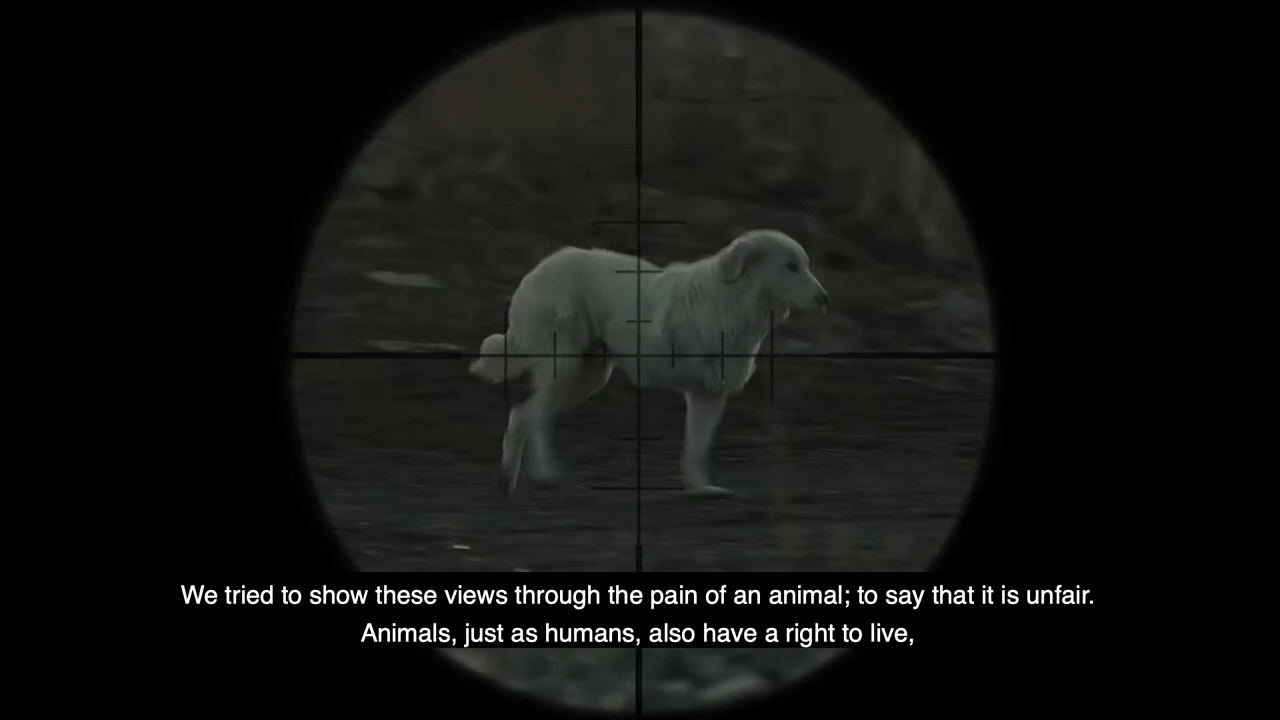 We tried to show these views through the pain of an animal; to say that it is unfair.
Animals, just as humans, also have a right to live,